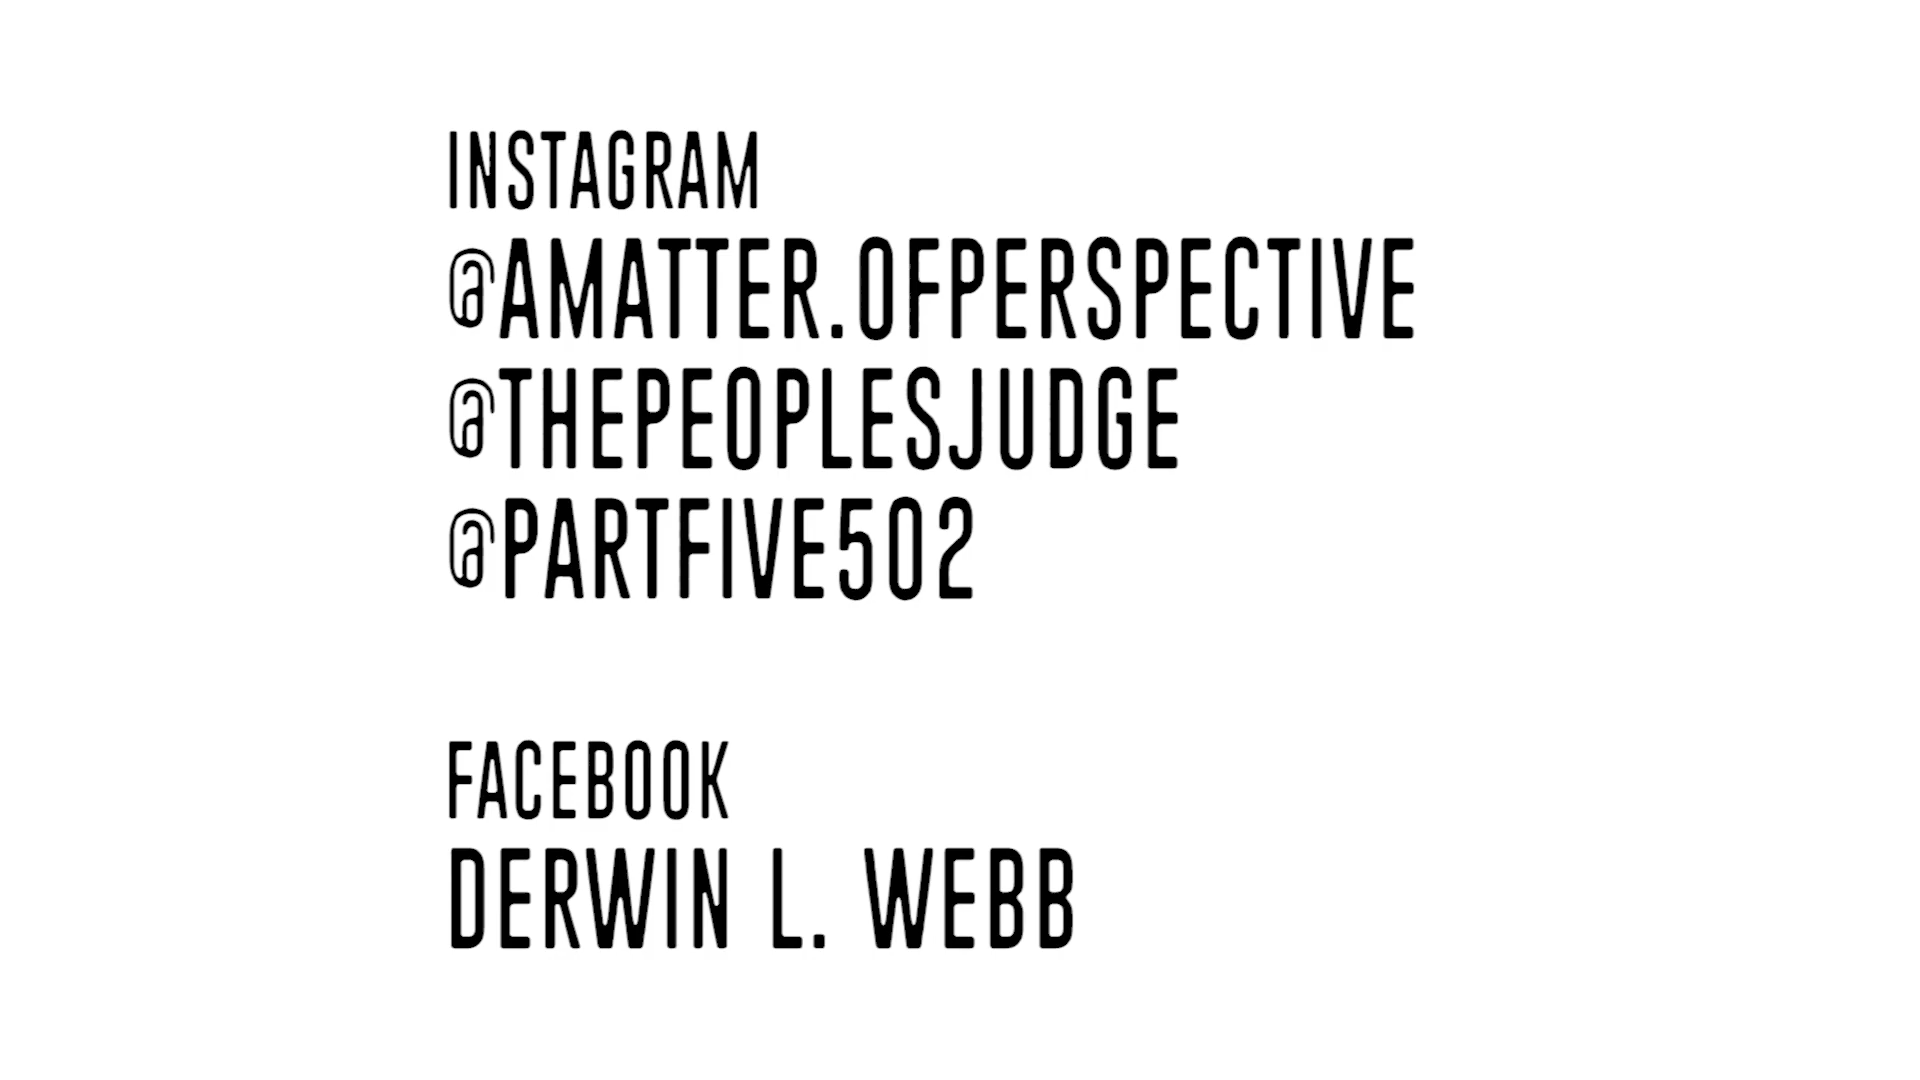 INSTAGRAM
@AMATTER.OFPERSPECTIVE
@THEPEOPLESJUDGE
@PARTFIVE502
FACEBOOK
DERWIN L. WEBB